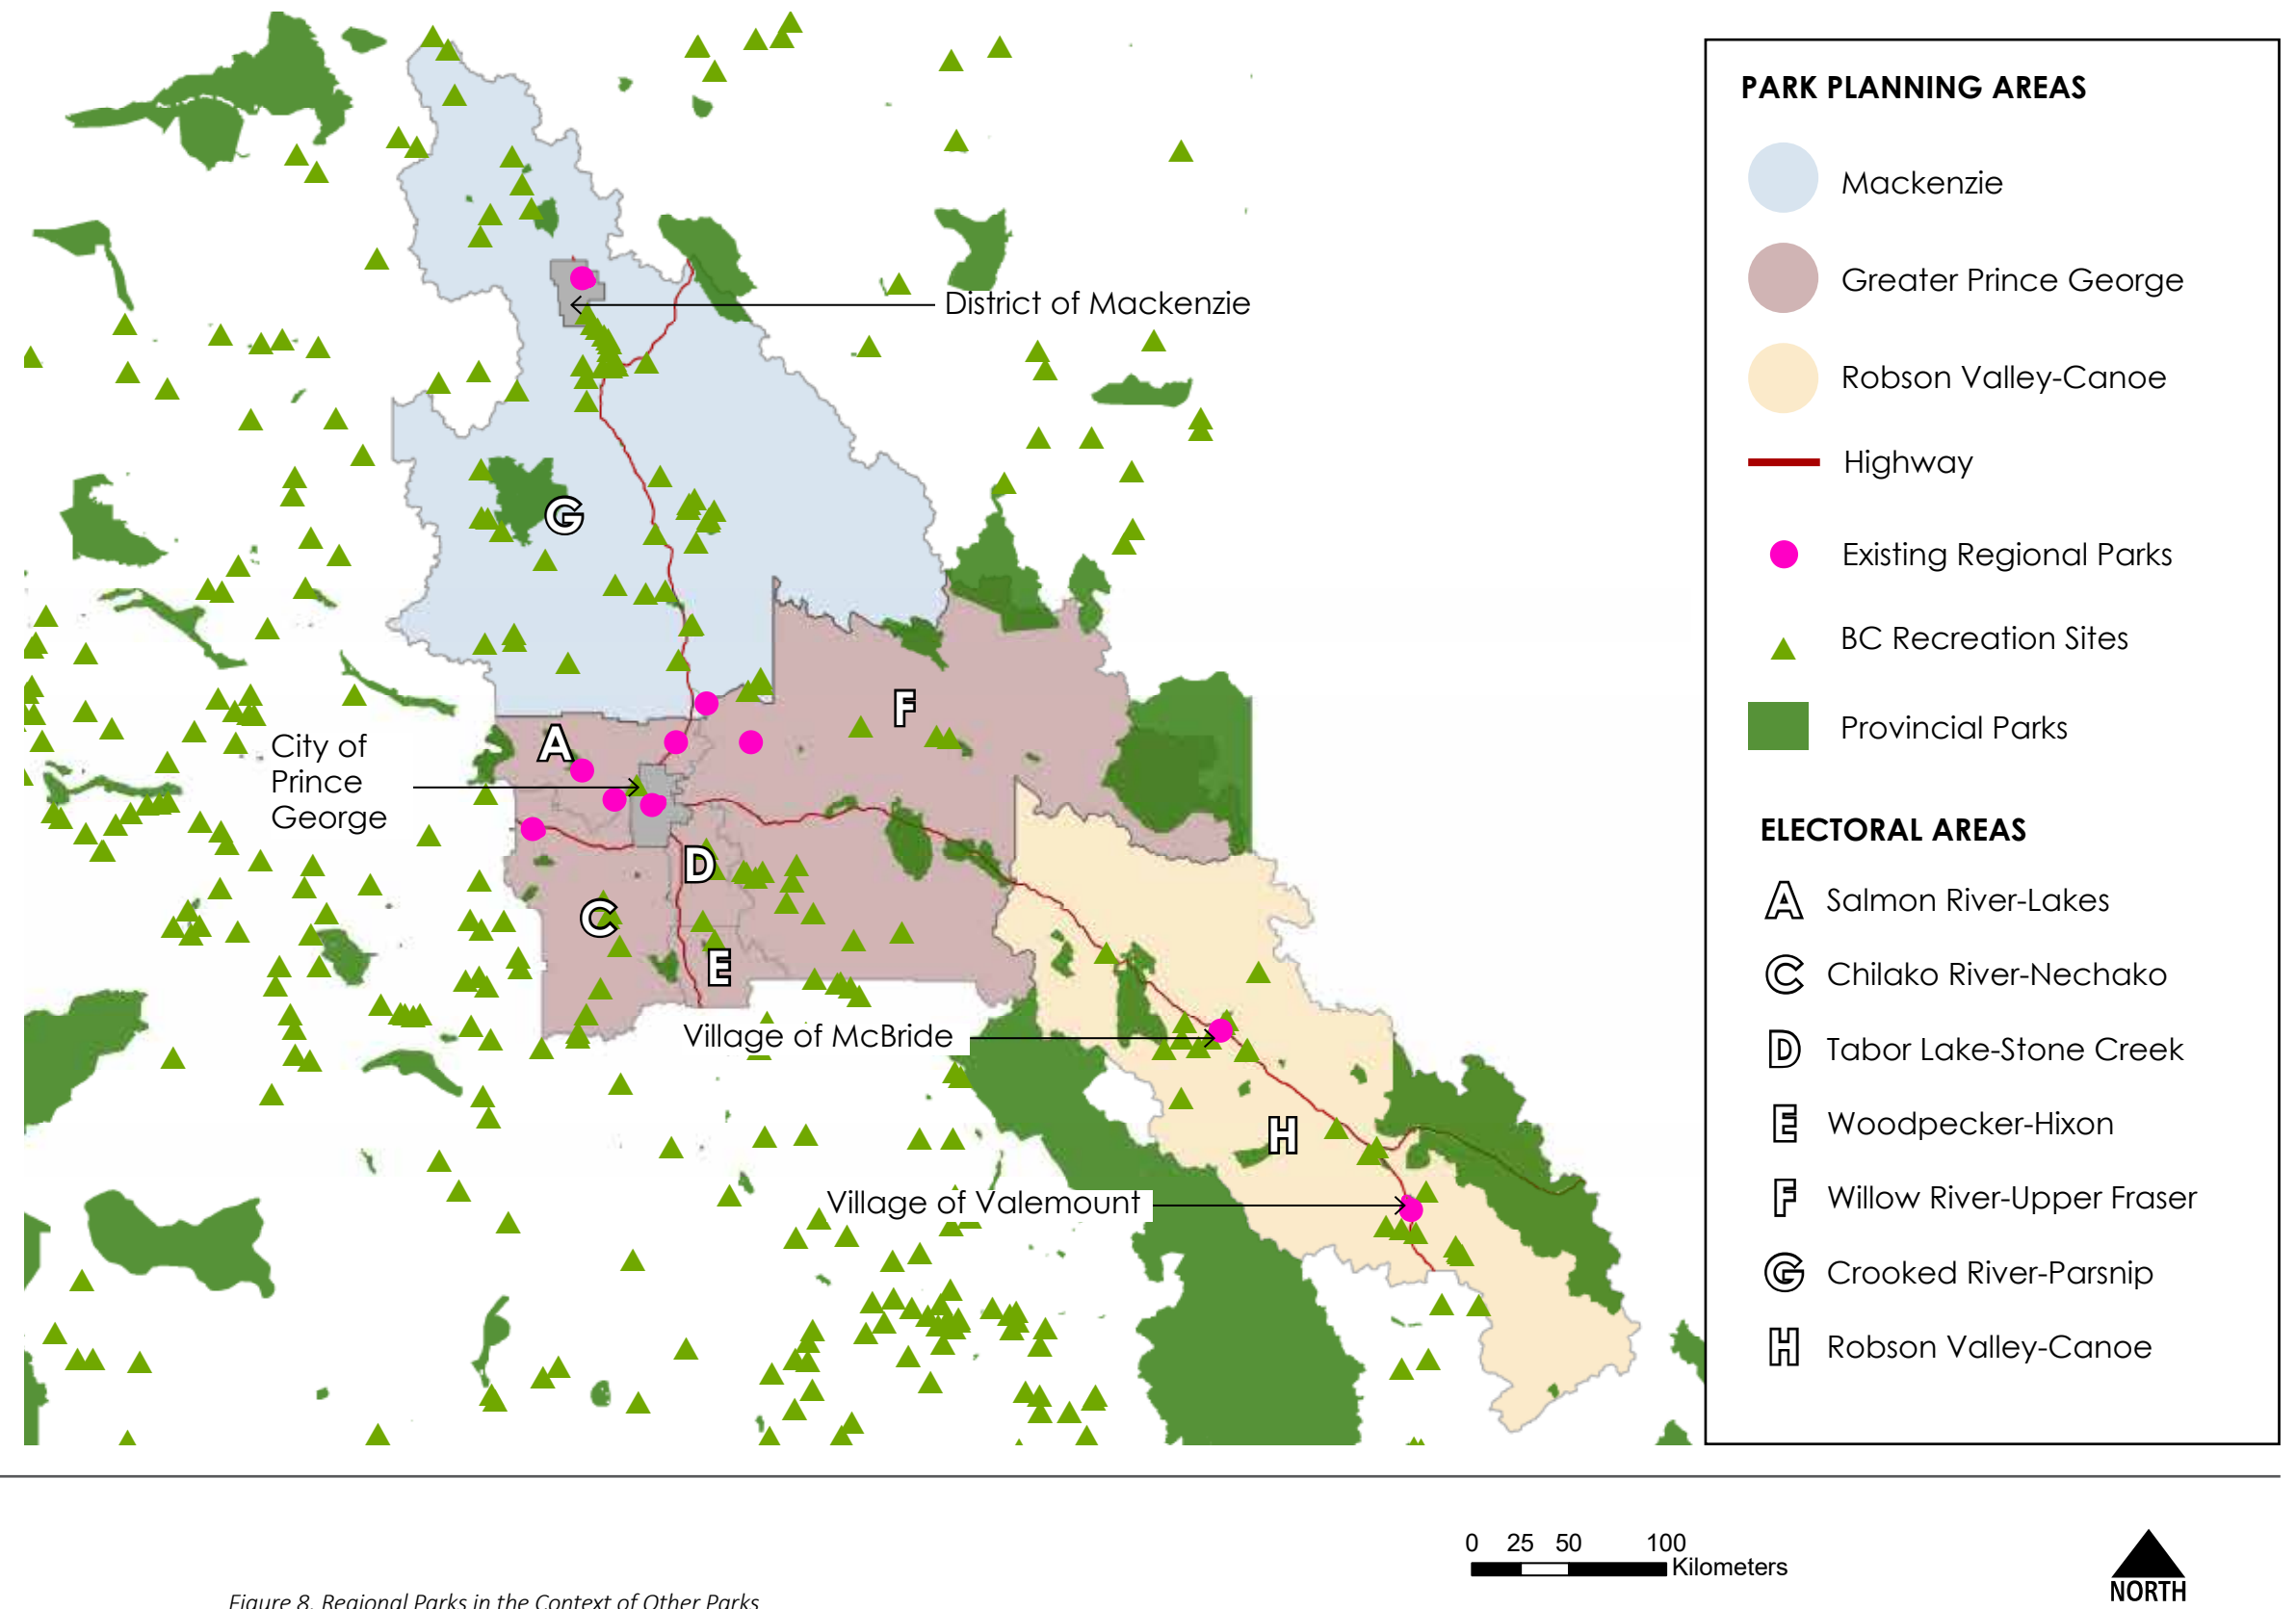 District of Mackenzie
G
F
A
City of
Prince
George
D
C
E
Village of McBride
H
Village of Valemount
PARK PLANNING AREAS
Mackenzie
Greater Prince George
Robson Valley-Canoe
Highway
Existing Regional Parks
BC Recreation Sites
Provincial Parks
ELECTORAL AREAS
A Salmon River-Lakes
C Chilako River-Nechako
D Tabor Lake-Stone Creek
E Woodpecker-Hixon
F Willow River-Upper Fraser
G Crooked River-Parsnip
H Robson Valley-Canoe
0 25 50 100
Kilometers
NORTH
Figure 8. Regional Parks in the Context of Other Parks